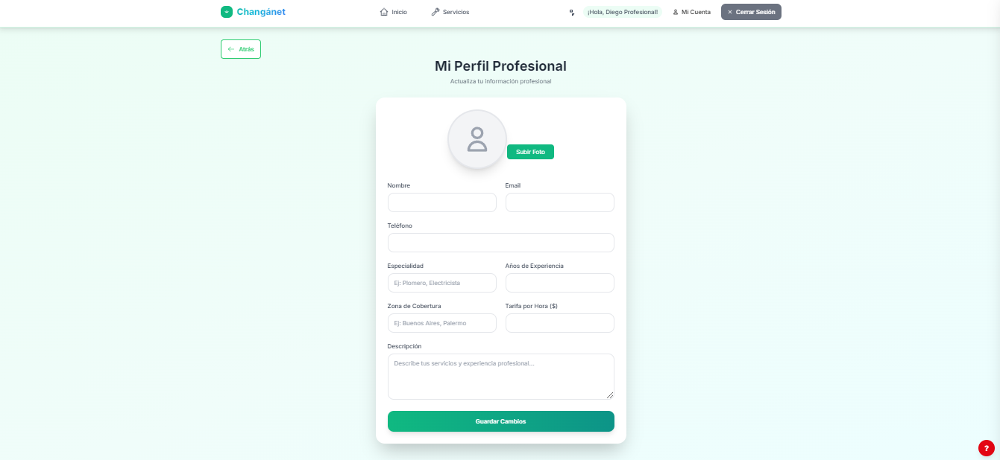 Changánet
Inicio
Servicios
¡Hola, Diego Profesional!
Mi Cuenta
× Cerrar Sesión
← Atrás
Mi Perfil Profesional
Actualiza tu información profesional
Subir Foto
Nombre
Email
Teléfono
Especialidad
Años de Experiencia
Ej: Plomero, Electricista
Zona de Cobertura
Tarifa por Hora ($)
Ej: Buenos Aires, Palermo
Descripción
Describe tus servicios y experiencia profesional...
Guardar Cambios
?